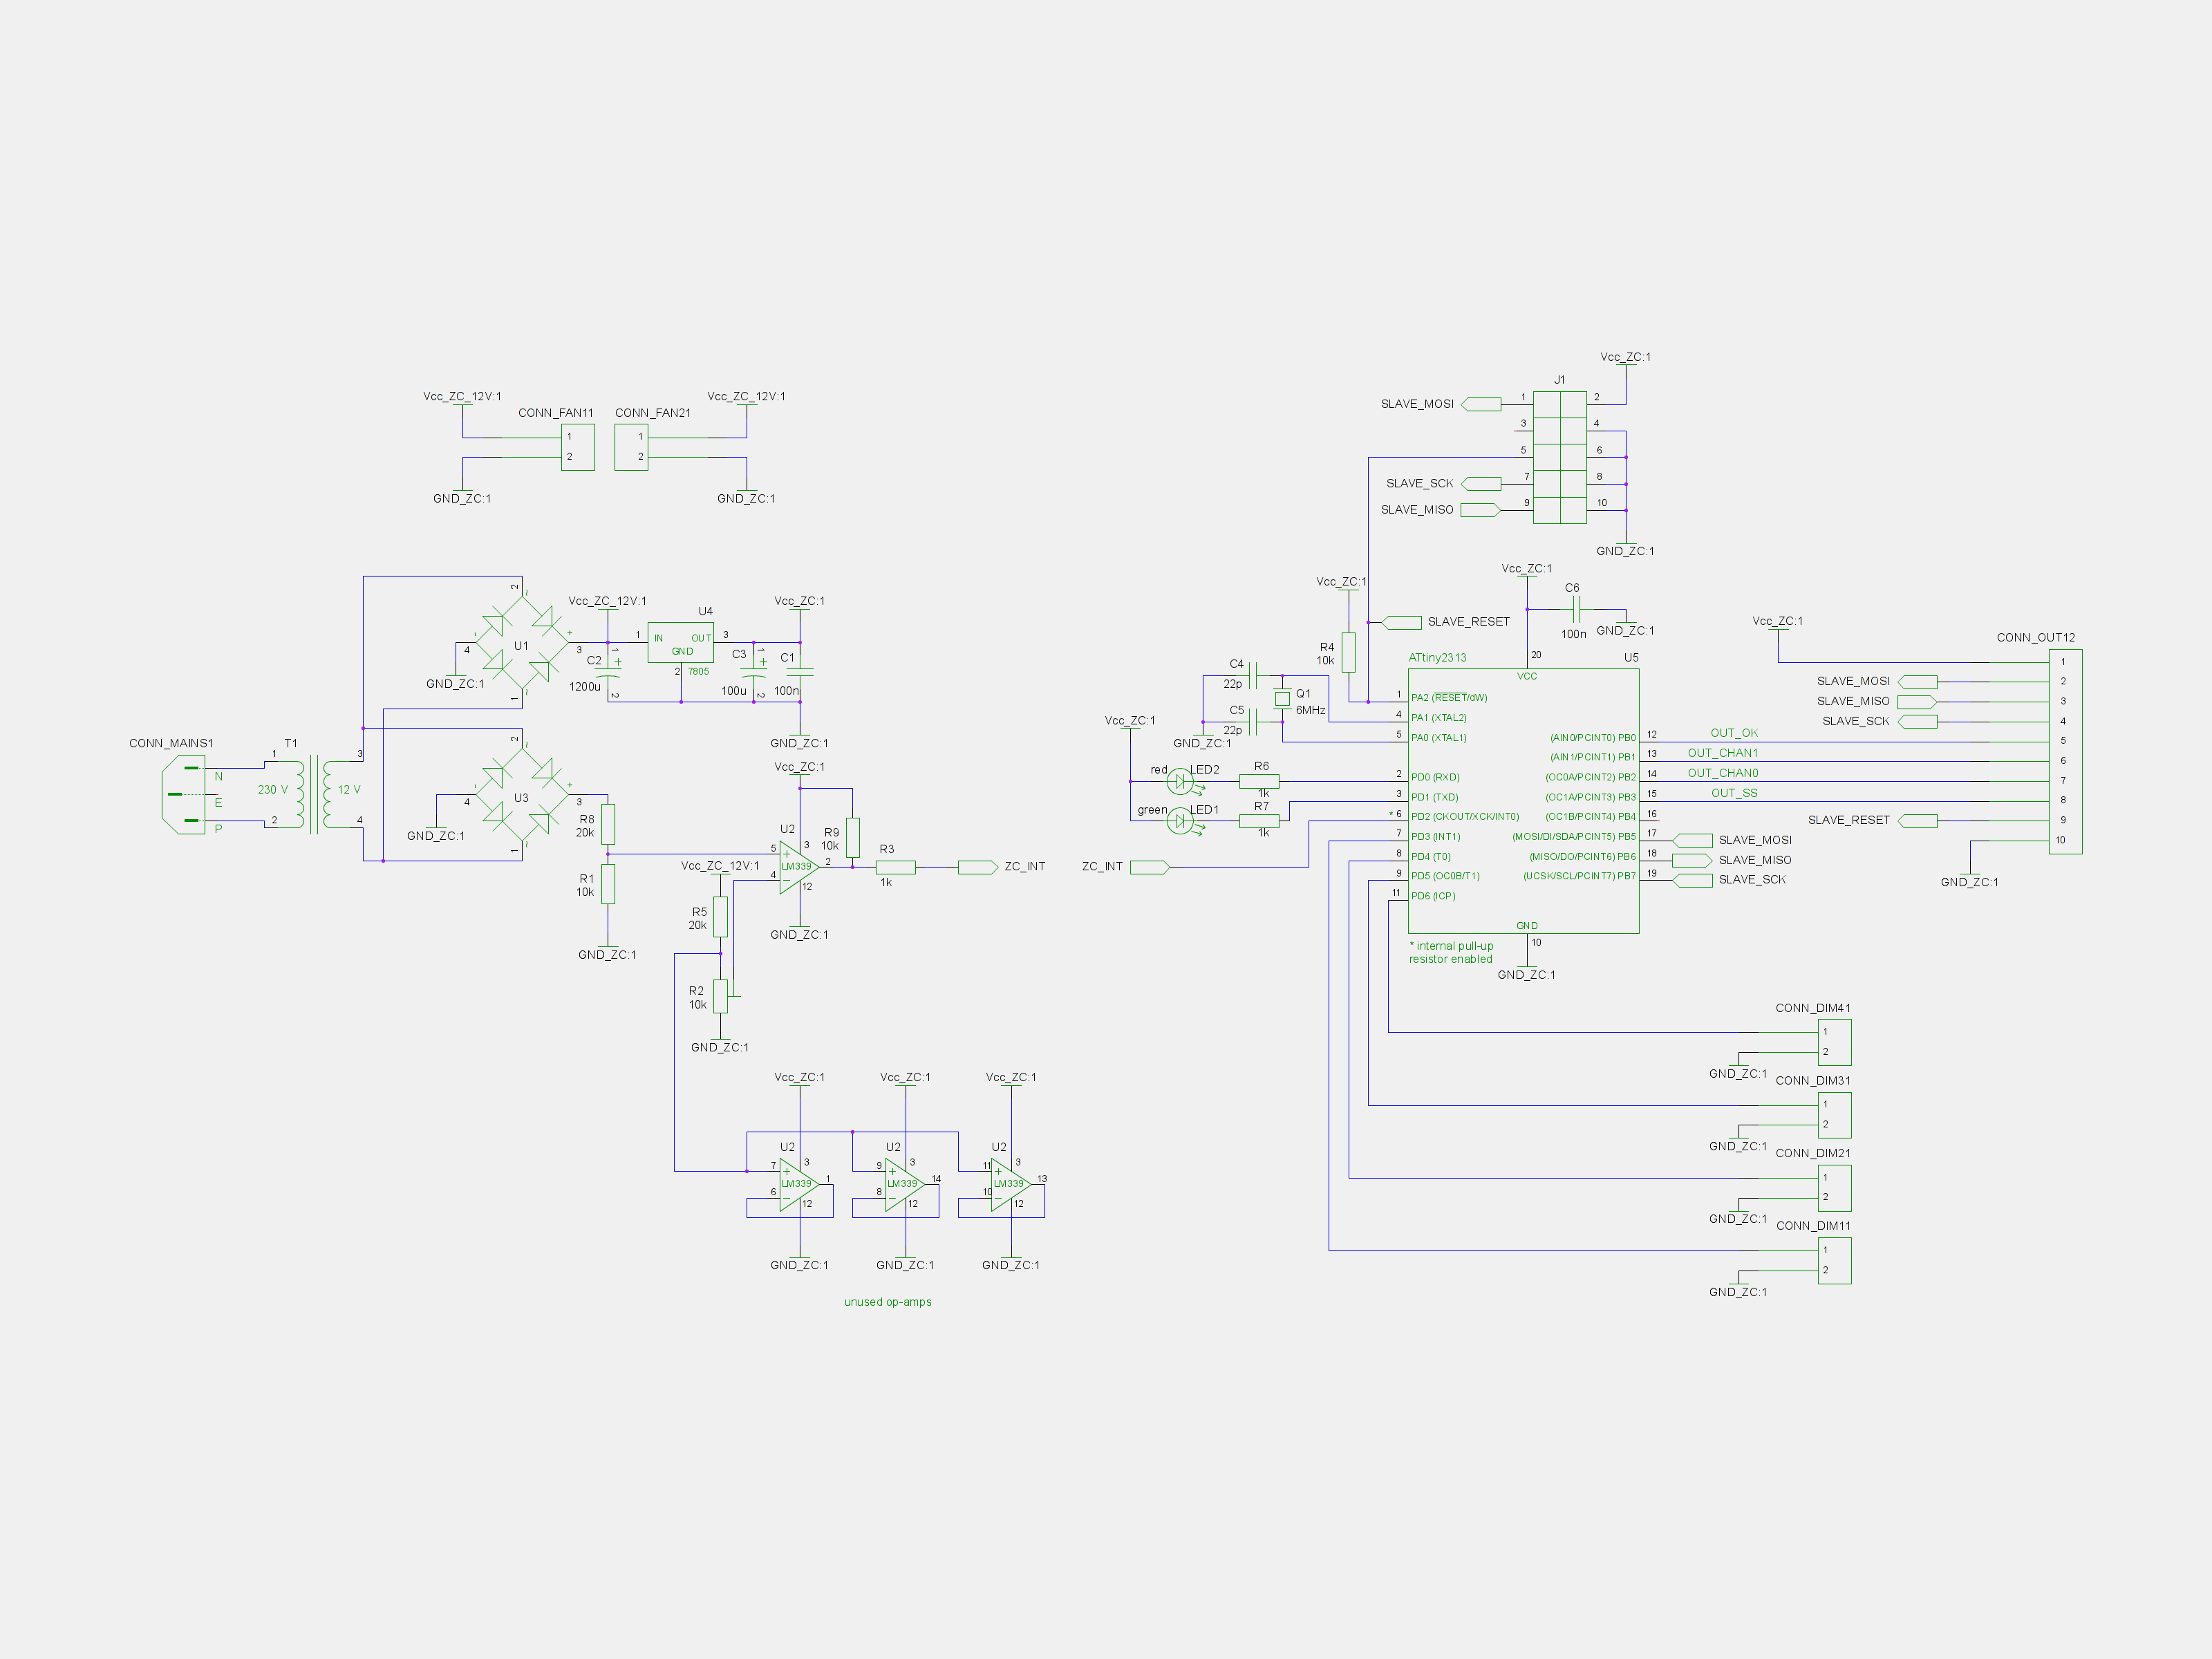 Vcc_ZC_12V:1
CONN_FAN11
1
2
GND_ZC:1
CONN_FAN21
Vcc_ZC_12V:1
1
2
GND_ZC:1
CONN_MAINS1
N
E
P
T1
1
2
230 V
12 V
3
4
2
~
-
4
U1
+
3
1
~
GND_ZC:1
Vcc_ZC_12V:1
C2
1
+
1200u
2
U4
1
IN
OUT
3
GND
2
7805
C3
1
+
100u
2
Vcc_ZC:1
C1
100n
GND_ZC:1
2
~
-
4
U3
+
3
1
~
GND_ZC:1
R8
20k
R1
10k
GND_ZC:1
Vcc_ZC:1
U2
5
+
3
LM339
2
4
−
12
GND_ZC:1
R9
10k
R3
1k
ZC_INT
Vcc_ZC_12V:1
R5
20k
R2
10k
GND_ZC:1
Vcc_ZC:1
U2
7
+
3
LM339
1
6
−
12
GND_ZC:1
Vcc_ZC:1
U2
9
+
3
LM339
14
8
−
12
GND_ZC:1
Vcc_ZC:1
U2
11
+
3
LM339
13
10
−
12
GND_ZC:1
unused op-amps
Vcc_ZC:1
J1
SLAVE_MOSI
1
2
3
4
5
6
SLAVE_SCK
7
8
SLAVE_MISO
9
10
GND_ZC:1
Vcc_ZC:1
R4
10k
SLAVE_RESET
Vcc_ZC:1
C6
100n
GND_ZC:1
C4
22p
Q1
6MHz
C5
22p
GND_ZC:1
Vcc_ZC:1
red
LED2
R6
1k
green
LED1
R7
1k
ZC_INT
ATtiny2313
U5
20
VCC
1
PA2 (RESET/dW)
4
PA1 (XTAL2)
5
PA0 (XTAL1)
2
PD0 (RXD)
3
PD1 (TXD)
* 6
PD2 (CKOUT/XCK/INT0)
7
PD3 (INT1)
8
PD4 (T0)
9
PD5 (OC0B/T1)
11
PD6 (ICP)
(AIN0/PCINT0) PB0
12
OUT_OK
(AIN1/PCINT1) PB1
13
OUT_CHAN1
(OC0A/PCINT2) PB2
14
OUT_CHAN0
(OC1A/PCINT3) PB3
15
OUT_SS
(OC1B/PCINT4) PB4
16
(MOSI/DI/SDA/PCINT5) PB5
17
SLAVE_MOSI
(MISO/DO/PCINT6) PB6
18
SLAVE_MISO
(UCSK/SCL/PCINT7) PB7
19
SLAVE_SCK
GND
10
GND_ZC:1
* internal pull-up
resistor enabled
Vcc_ZC:1
CONN_OUT12
1
SLAVE_MOSI
2
SLAVE_MISO
3
SLAVE_SCK
4
5
6
7
8
SLAVE_RESET
9
10
GND_ZC:1
CONN_DIM41
1
2
GND_ZC:1
CONN_DIM31
1
2
GND_ZC:1
CONN_DIM21
1
2
GND_ZC:1
CONN_DIM11
1
2
GND_ZC:1